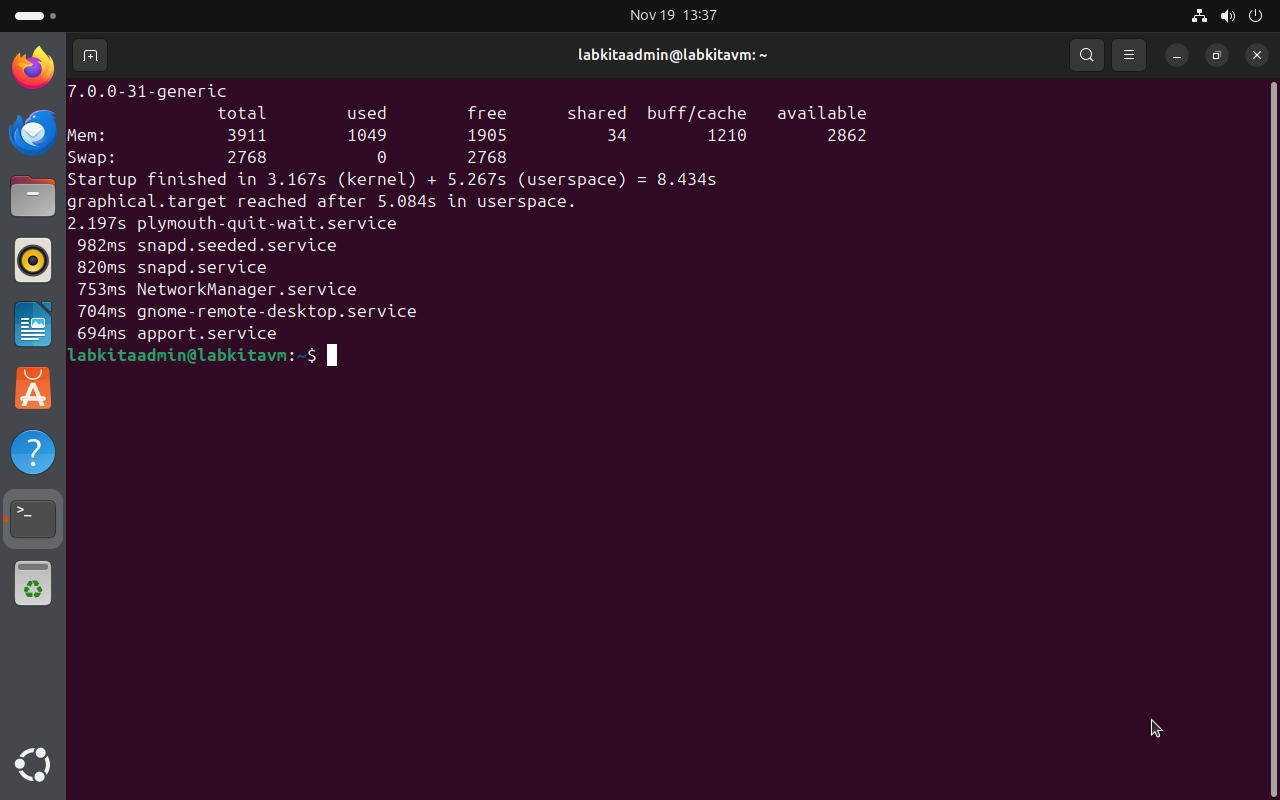 Nov 19 13:37
labkitaadmin@labkitavm: ~
7.0.0-31-generic
               total        used        free      shared  buff/cache   available
Mem:            3911        1049        1905          34        1210        2862
Swap:           2768           0        2768
Startup finished in 3.167s (kernel) + 5.267s (userspace) = 8.434s
graphical.target reached after 5.084s in userspace.
2.197s plymouth-quit-wait.service
 982ms snapd.seeded.service
 820ms snapd.service
 753ms NetworkManager.service
 704ms gnome-remote-desktop.service
 694ms apport.service
labkitaadmin@labkitavm:~$